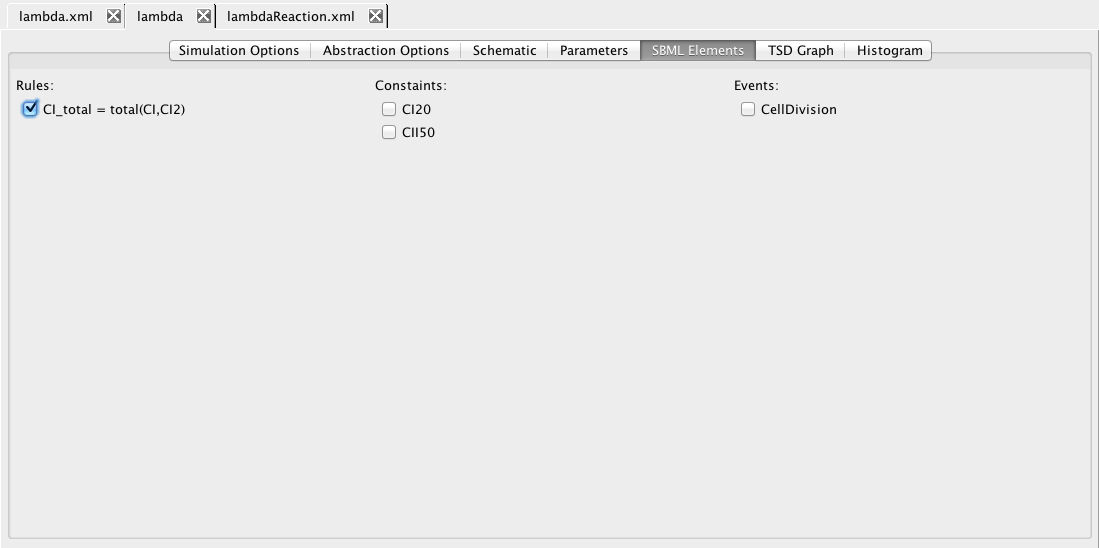 lambda.xml lambda lambdaReaction.xml
Simulation Options Abstraction Options Schematic Parameters SBML Elements TSD Graph Histogram
Rules: Constaints: Events:
CI_total = total(CI,CI2) CI20 CellDivision
CII50